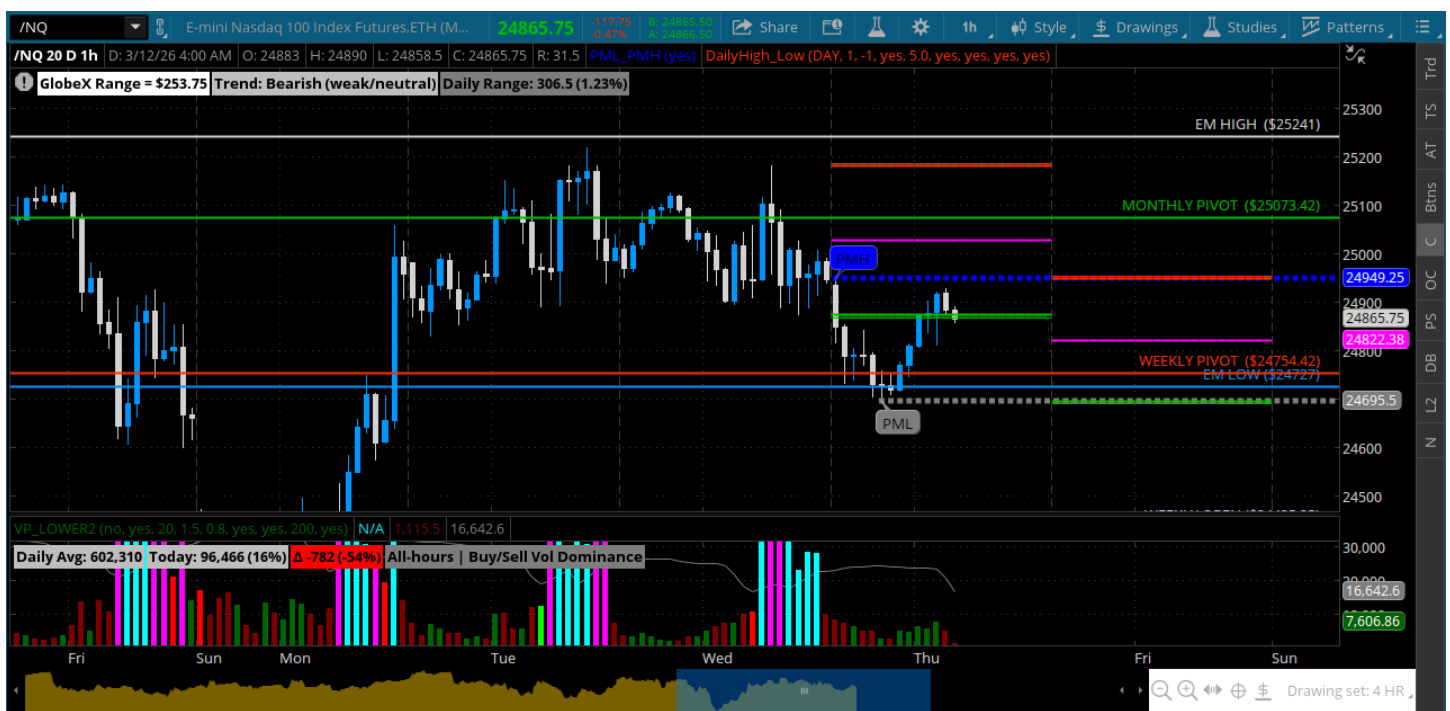 /NQ E-mini Nasdaq 100 Index Futures,ETH (M... 24865.75 -117.75 -0.47% B: 24865.50 A: 24866.50 Share 1h Style $ Drawings Studies Patterns
/NQ 20 D 1h D: 3/12/26 4:00 AM O: 24883 H: 24890 L: 24858.5 C: 24865.75 R: 31.5 PML_PMH (yes) DailyHigh_Low (DAY, 1, -1, yes, 5.0, yes, yes, yes, yes)
GlobeX Range = $253.75 Trend: Bearish (weak/neutral) Daily Range: 306.5 (1.23%)
25300
EM HIGH ($25241)
25200
MONTHLY PIVOT ($25073.42)
25100
25000
PMH
24949.25
24900
24865.75
24822.38
24800
WEEKLY PIVOT ($24754.42)
EM LOW ($24727)
24695.5
PML
24600
24500
VP_LOWER2 (no, yes, 20, 1.5, 0.8, yes, yes, 200, yes) N/A 1,115.5 16,642.6
Daily Avg: 602,310 Today: 96,466 (16%) Δ -782 (-54%) All-hours | Buy/Sell Vol Dominance
30,000
16,642.6
7,606.86
Fri Sun Mon Tue Wed Thu Fri Sun
Drawing set: 4 HR
Trd
TS
AT
Btns
C
OC
PS
DB
L2
N